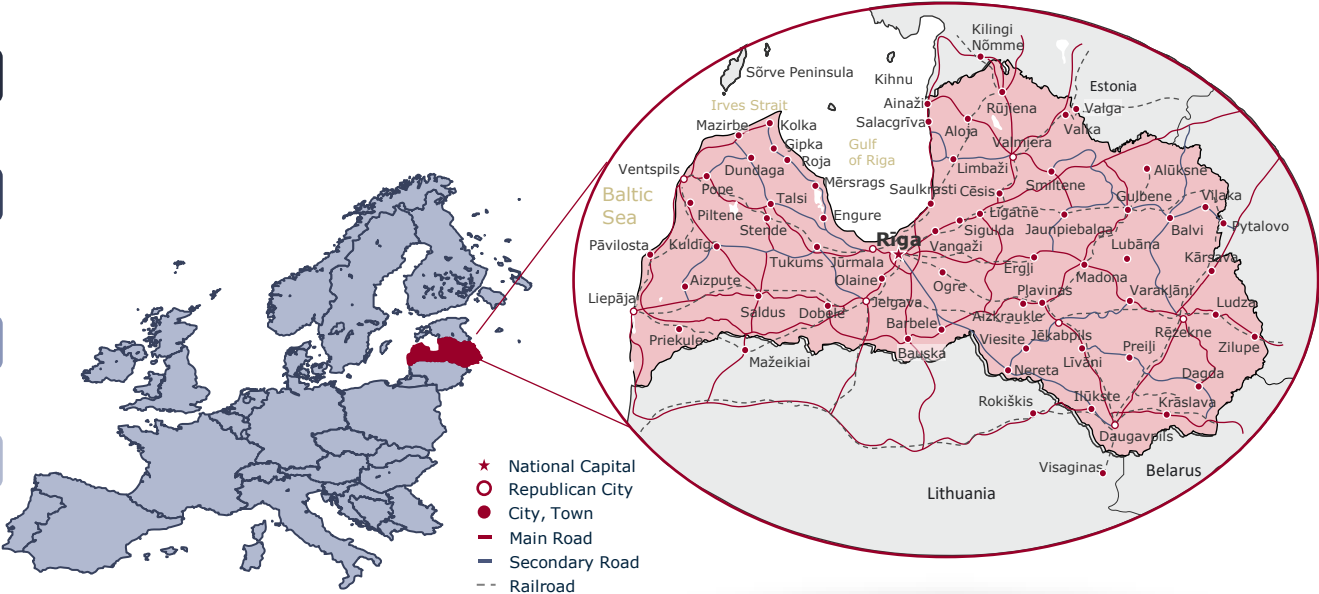 Kilingi
Nõmme
Sõrve Peninsula
Kihnu
Estonia
Irves Strait
Ainaži
Rūjiena
Valga
Mazirbe
Kolka
Salacgrīva
Aloja
Valka
Ģipka
Gulf
of Riga
Valmiera
Roja
Ventspils
Dundaga
Limbaži
Alūksne
Baltic
Sea
Pope
Mērsrags
Saulkrasti
Cēsis
Smiltene
Gulbene
Viļaka
Piltene
Talsi
Engure
Līgatne
Stende
Sigulda
Jaunpiebalga
Balvi
Pytalovo
Pāvilosta
Kuldīg
Rīga
Vangaži
Lubāna
Tukums
Jūrmala
Ērgļi
Kārsava
Aizpute
Olaine
Ogre
Madona
Liepāja
Jelgava
Pļaviņas
Varakļāni
Ludza
Saldus
Dobele
Barbele
Aizkraukle
Jēkabpils
Rēzekne
Priekule
Viesite
Zilupe
Mažeikiai
Bauska
Līvāni
Preiļi
Nereta
Dagda
Rokiškis
Ilūkste
Krāslava
Daugavpils
Visaginas
Belarus
Lithuania
National Capital
Republican City
City, Town
Main Road
Secondary Road
Railroad